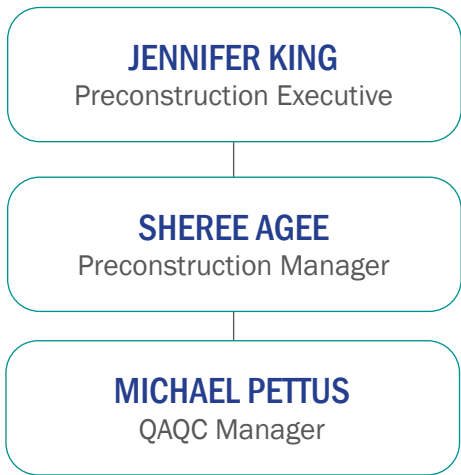 JENNIFER KING
Preconstruction Executive
SHEREE AGEE
Preconstruction Manager
MICHAEL PETTUS
QAQC Manager